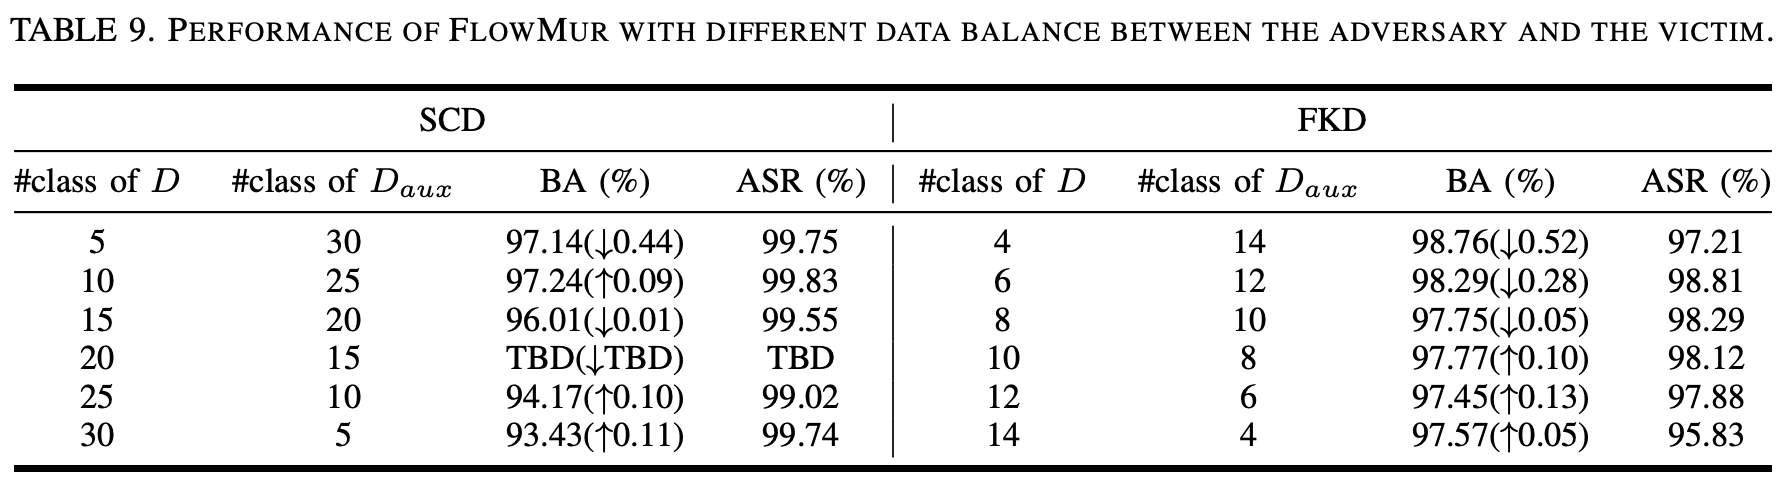 TABLE 9. PERFORMANCE OF FLOWMUR WITH DIFFERENT DATA BALANCE BETWEEN THE ADVERSARY AND THE VICTIM.
SCD FKD
#class of D #class of D_aux BA (%) ASR (%) #class of D #class of D_aux BA (%) ASR (%)
5 30 97.14(↓0.44) 99.75 4 14 98.76(↓0.52) 97.21
10 25 97.24(↑0.09) 99.83 6 12 98.29(↓0.28) 98.81
15 20 96.01(↓0.01) 99.55 8 10 97.75(↓0.05) 98.29
20 15 TBD(↓TBD) TBD 10 8 97.77(↑0.10) 98.12
25 10 94.17(↑0.10) 99.02 12 6 97.45(↑0.13) 97.88
30 5 93.43(↑0.11) 99.74 14 4 97.57(↑0.05) 95.83